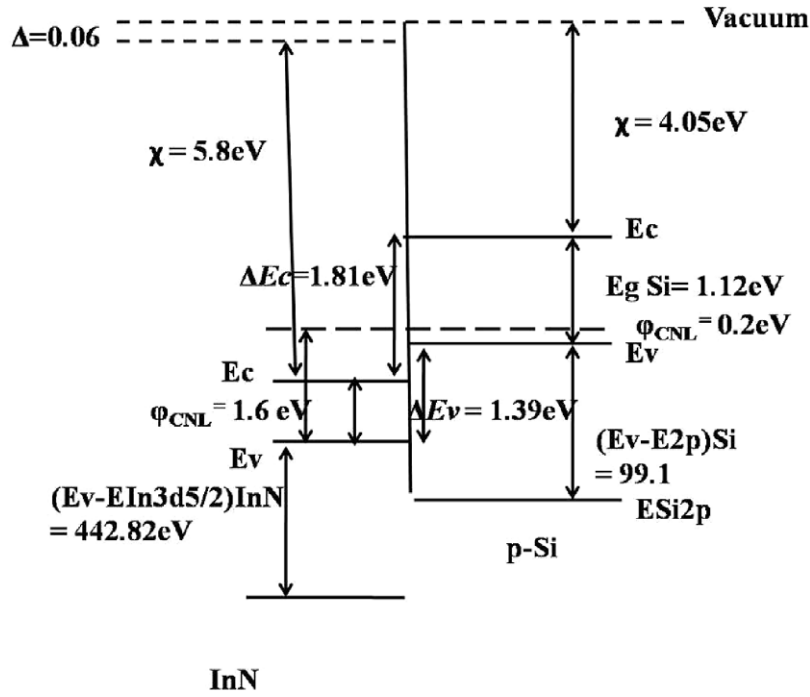 Vacuum
Δ=0.06
χ = 5.8eV
χ = 4.05eV
Ec
ΔEc=1.81eV
Eg Si= 1.12eV
φCNL = 0.2eV
Ev
Ec
φCNL = 1.6 eV
ΔEv = 1.39eV
Ev
(Ev-E2p)Si
= 99.1
(Ev-EIn3d5/2)InN
= 442.82eV
ESi2p
p-Si
InN